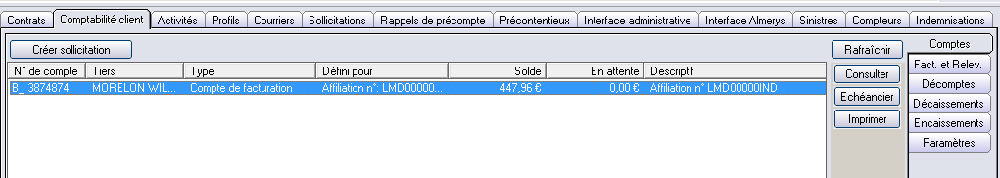 Contrats Comptabilité client Activités Profils Courriers Sollicitations Rappels de précompte Précontentieux Interface administrative Interface Almerys Sinistres Compteurs Indemnisations
Créer sollicitation Rafraîchir Comptes
N° de compte Tiers Type Défini pour Solde En attente Descriptif
B_ 3874874 MORELON WIL... Compte de facturation Affiliation n°: LMD00000... 447,96 € 0,00 € Affiliation n° LMD00000IND
Consulter
Echéancier
Imprimer
Fact. et Relev.
Décomptes
Décaissements
Encaissements
Paramètres